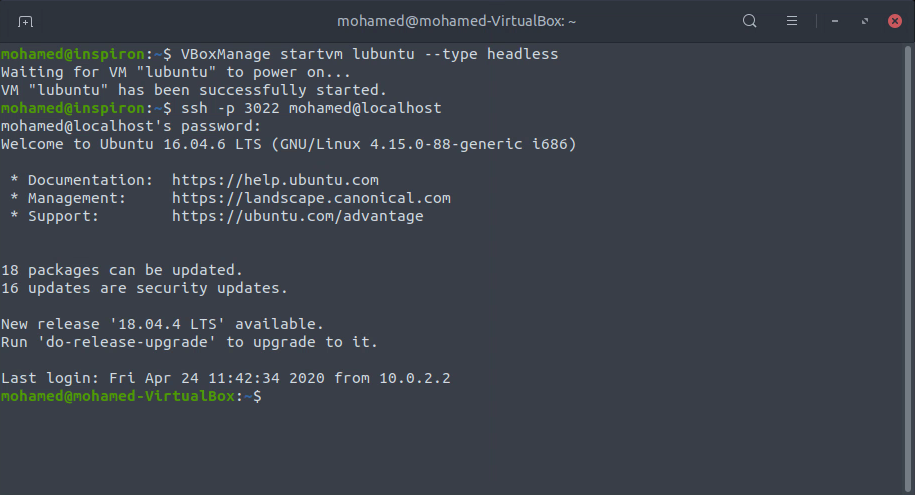 mohamed@mohamed-VirtualBox: ~
mohamed@inspiron:~$ VBoxManage startvm lubuntu --type headless
Waiting for VM "lubuntu" to power on...
VM "lubuntu" has been successfully started.
mohamed@inspiron:~$ ssh -p 3022 mohamed@localhost
mohamed@localhost's password:
Welcome to Ubuntu 16.04.6 LTS (GNU/Linux 4.15.0-88-generic i686)
* Documentation:  https://help.ubuntu.com
* Management:     https://landscape.canonical.com
* Support:        https://ubuntu.com/advantage
18 packages can be updated.
16 updates are security updates.
New release '18.04.4 LTS' available.
Run 'do-release-upgrade' to upgrade to it.
Last login: Fri Apr 24 11:42:34 2020 from 10.0.2.2
mohamed@mohamed-VirtualBox:~$